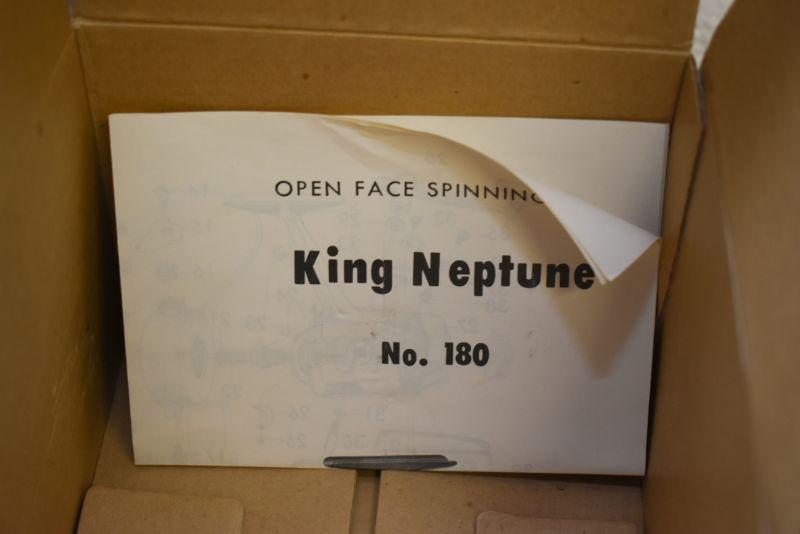 OPEN FACE SPINNING
King Neptune
No. 180